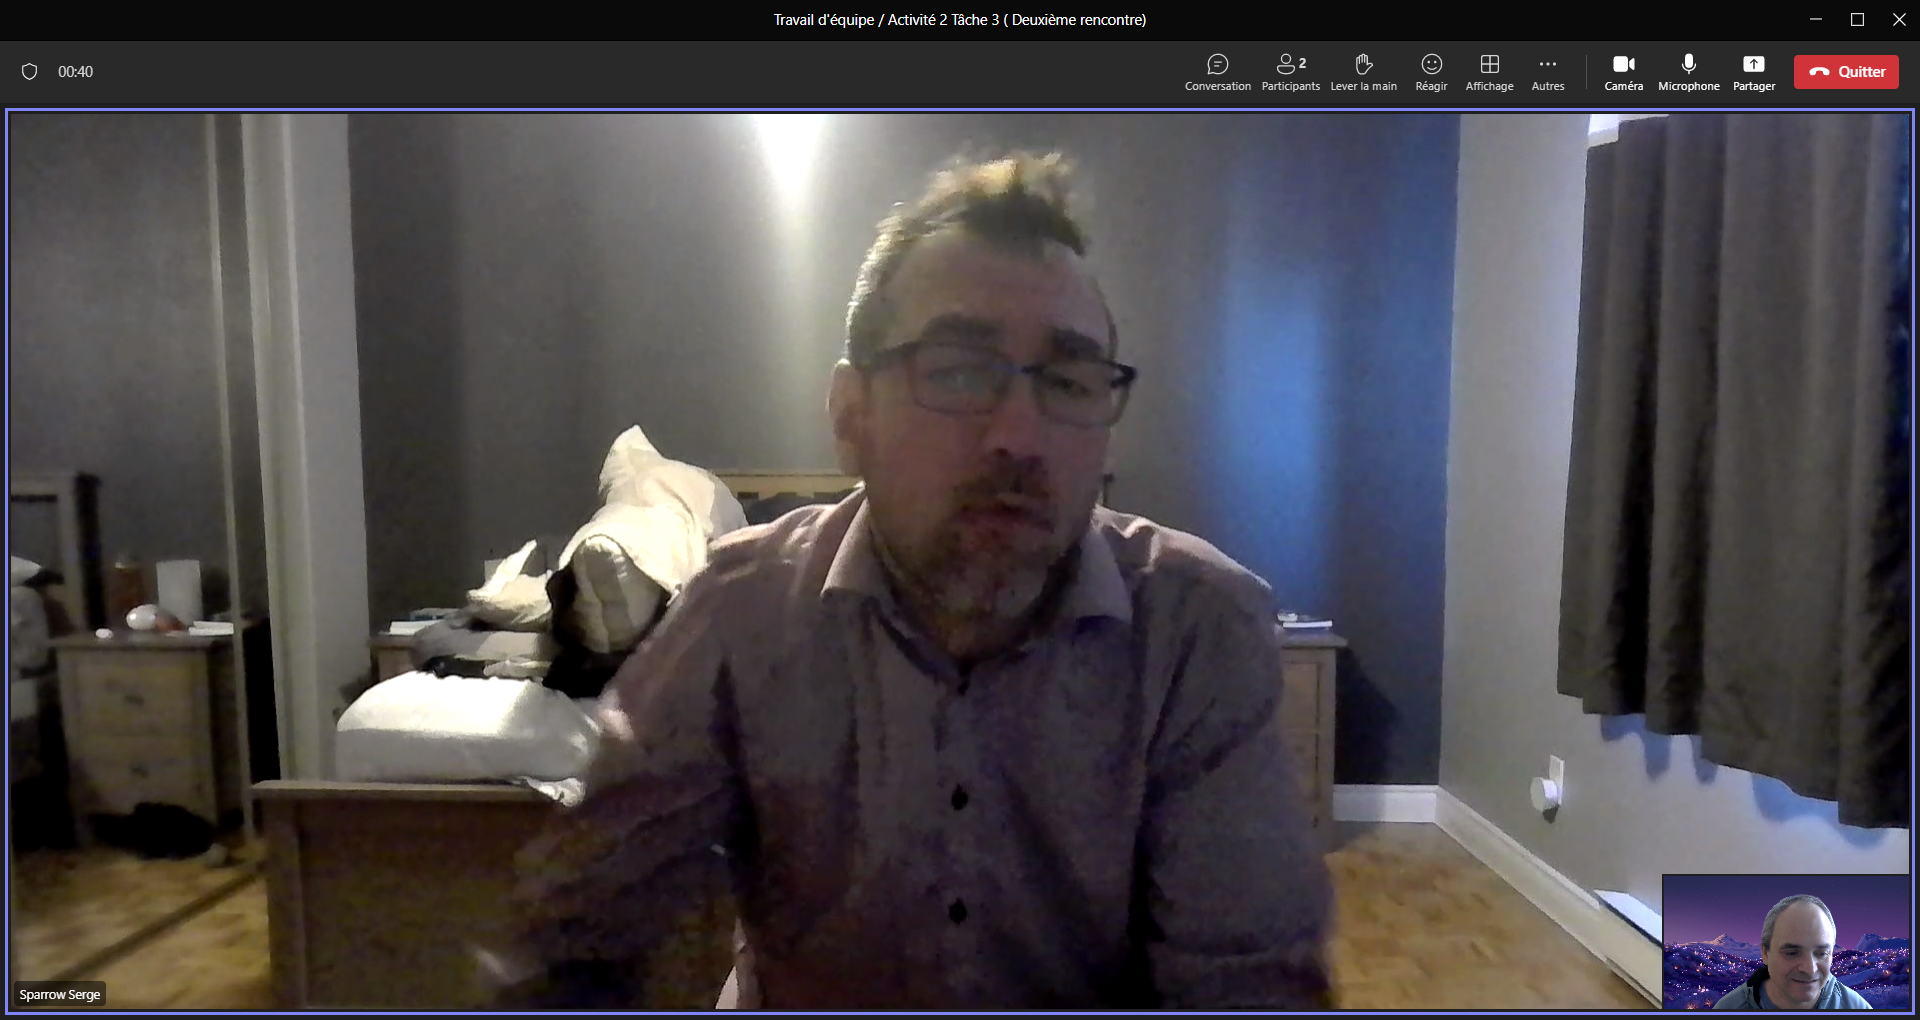 Travail d'équipe / Activité 2 Tâche 3 ( Deuxième rencontre)
00:40
Conversation
2
Participants
Lever la main
Réagir
Affichage
Autres
Caméra
Microphone
Partager
Quitter
Sparrow Serge